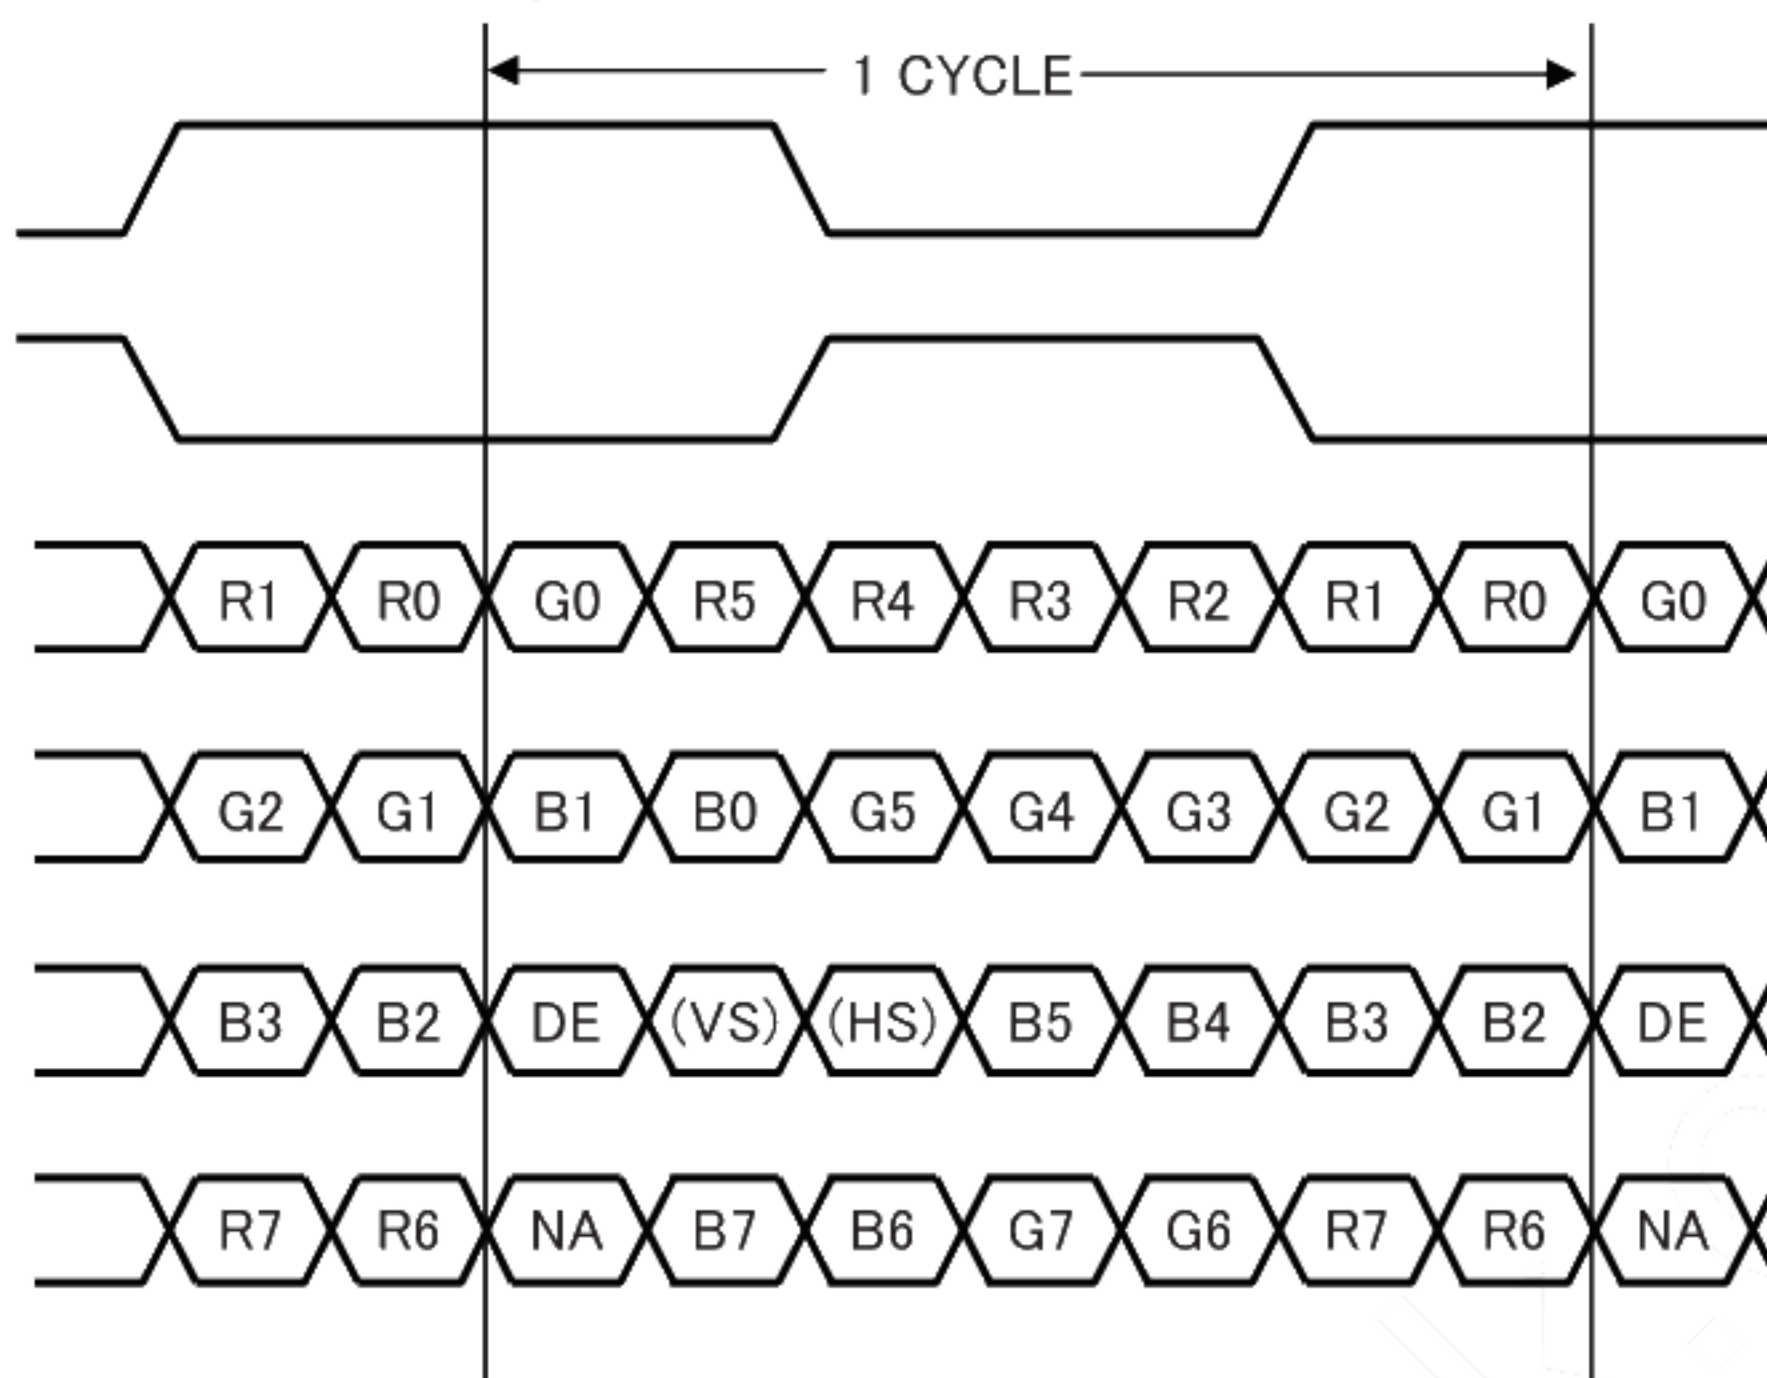 1 CYCLE
R1 R0 G0 R5 R4 R3 R2 R1 R0 G0
G2 G1 B1 B0 G5 G4 G3 G2 G1 B1
B3 B2 DE (VS) (HS) B5 B4 B3 B2 DE
R7 R6 NA B7 B6 G7 G6 R7 R6 NA